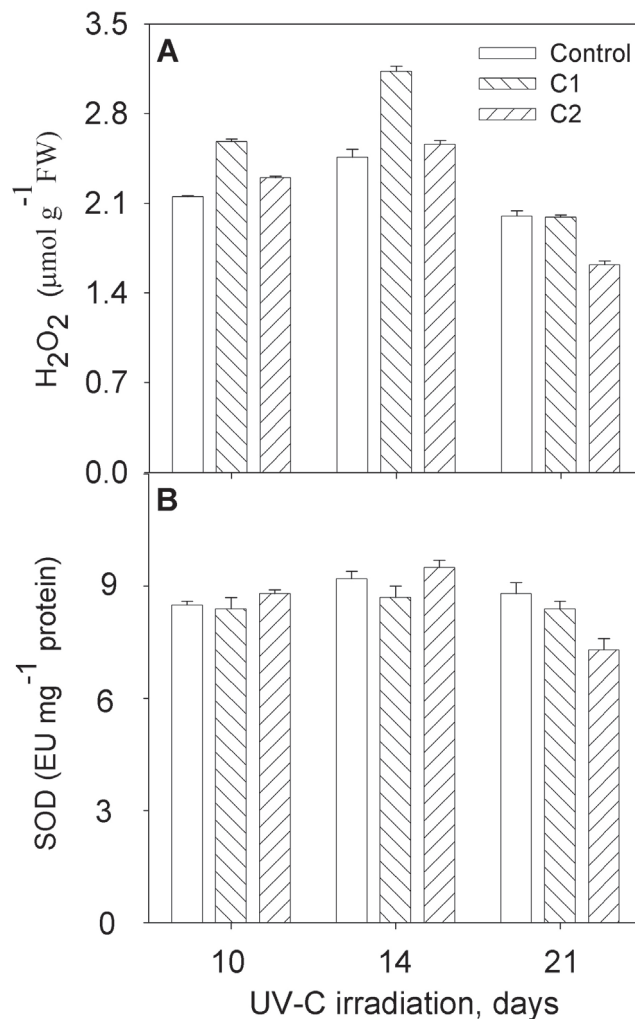 A
3.5
2.8
2.1
1.4
0.7
0.0
H₂O₂ (µmol g⁻¹ FW)
Control
C1
C2
B
9
6
3
0
SOD (EU mg⁻¹ protein)
10 14 21
UV-C irradiation, days